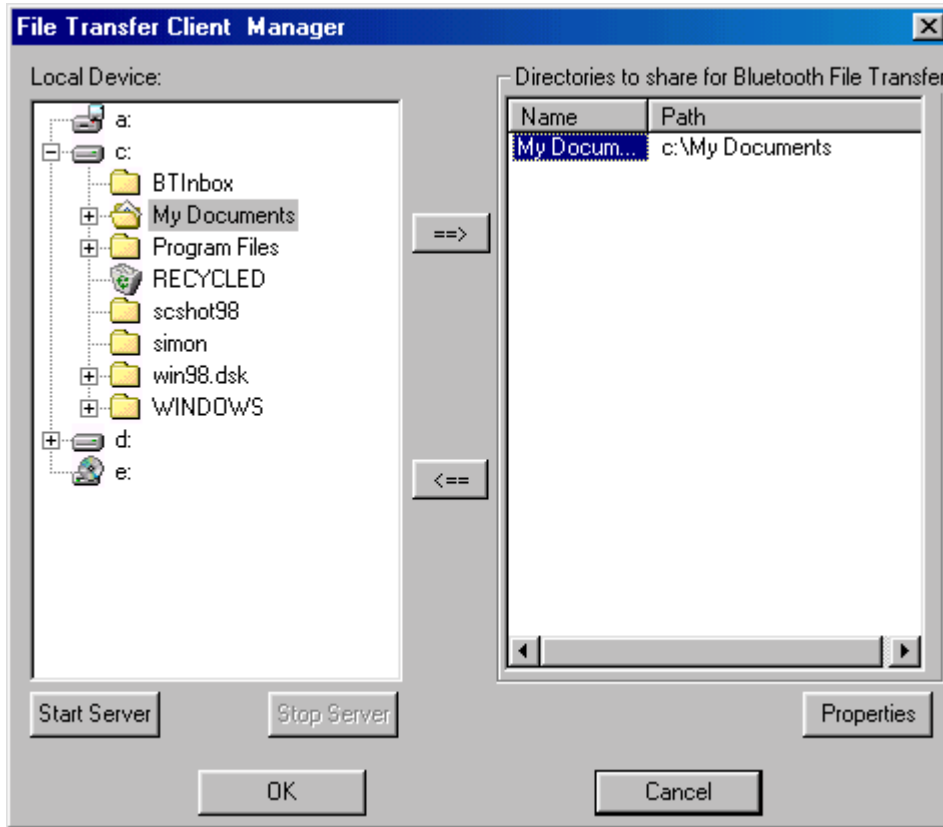 File Transfer Client Manager
Local Device:
a:
c:
BTInbox
My Documents
Program Files
RECYCLED
scshot98
simon
win98.dsk
WINDOWS
d:
e:
==>
<==
Directories to share for Bluetooth File Transfer
Name Path
My Docum... c:\My Documents
Start Server Stop Server Properties
OK Cancel